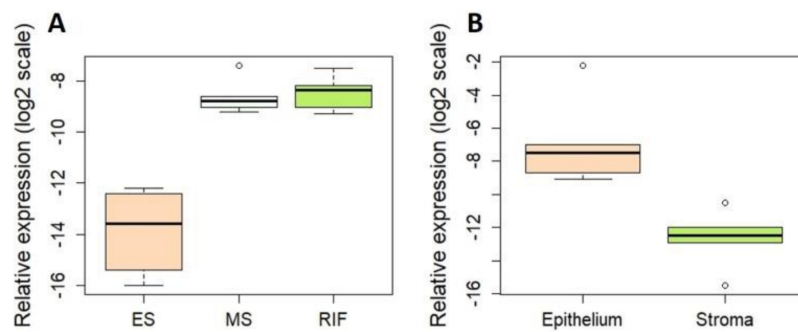 A
B
Relative expression (log2 scale)
-8
-10
-12
-14
-16
ES
MS
RIF
Relative expression (log2 scale)
-2
-4
-6
-8
-12
-16
Epithelium
Stroma